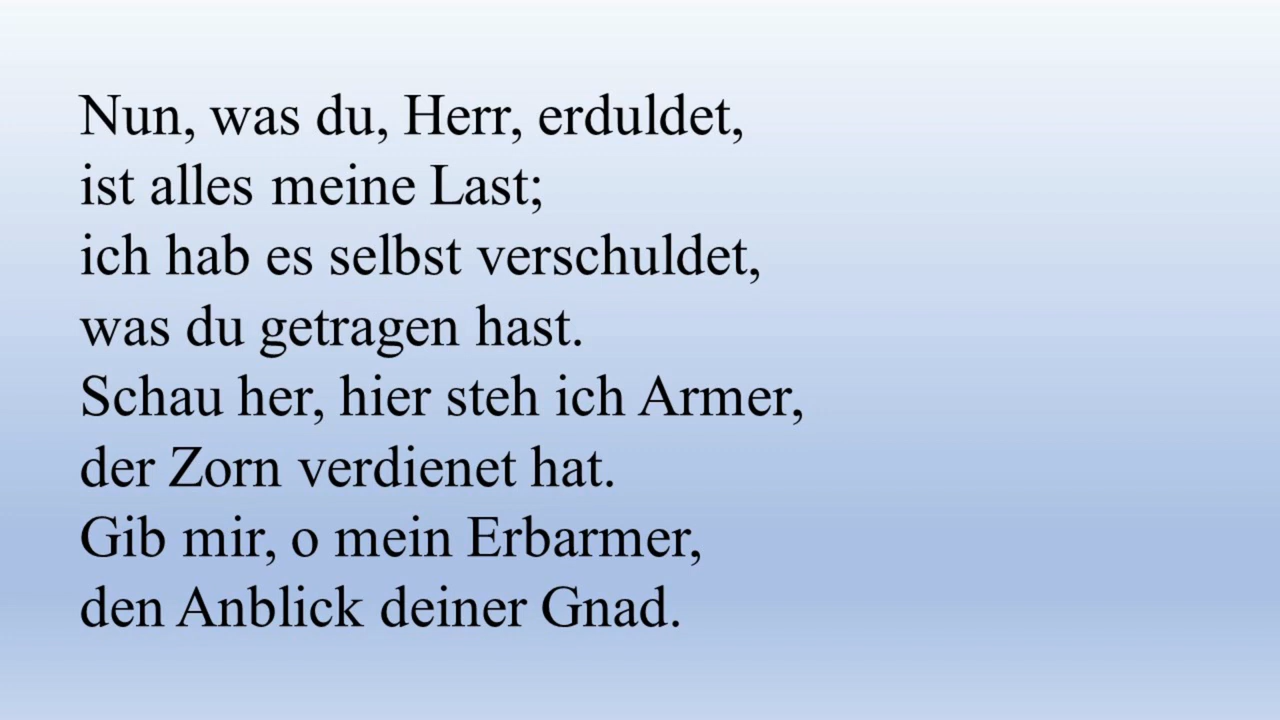 Nun, was du, Herr, erduldet,
ist alles meine Last;
ich hab es selbst verschuldet,
was du getragen hast.
Schau her, hier steh ich Armer,
der Zorn verdienet hat.
Gib mir, o mein Erbarmer,
den Anblick deiner Gnad.